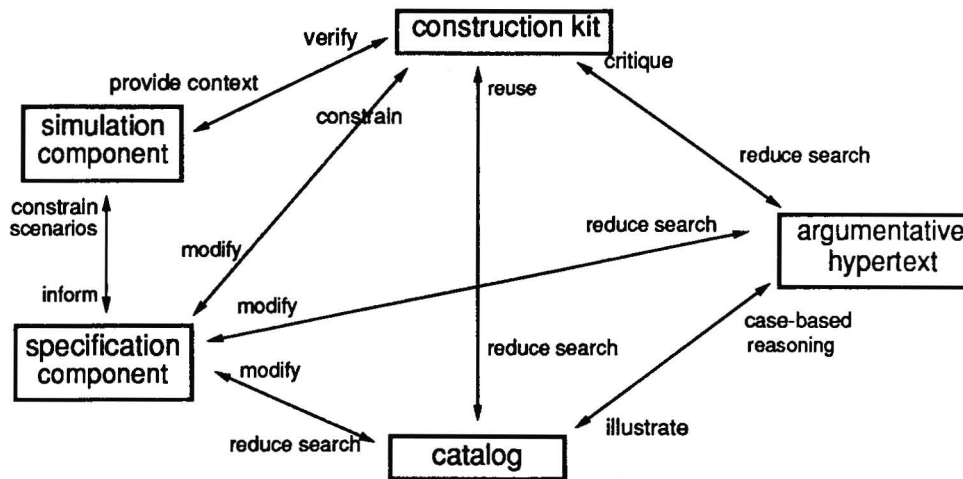 construction kit
verify
critique
provide context
reuse
simulation
component
constrain
reduce search
constrain
scenarios
reduce search
argumentative
hypertext
modify
inform
modify
case-based
reasoning
specification
component
reduce search
modify
illustrate
reduce search
catalog